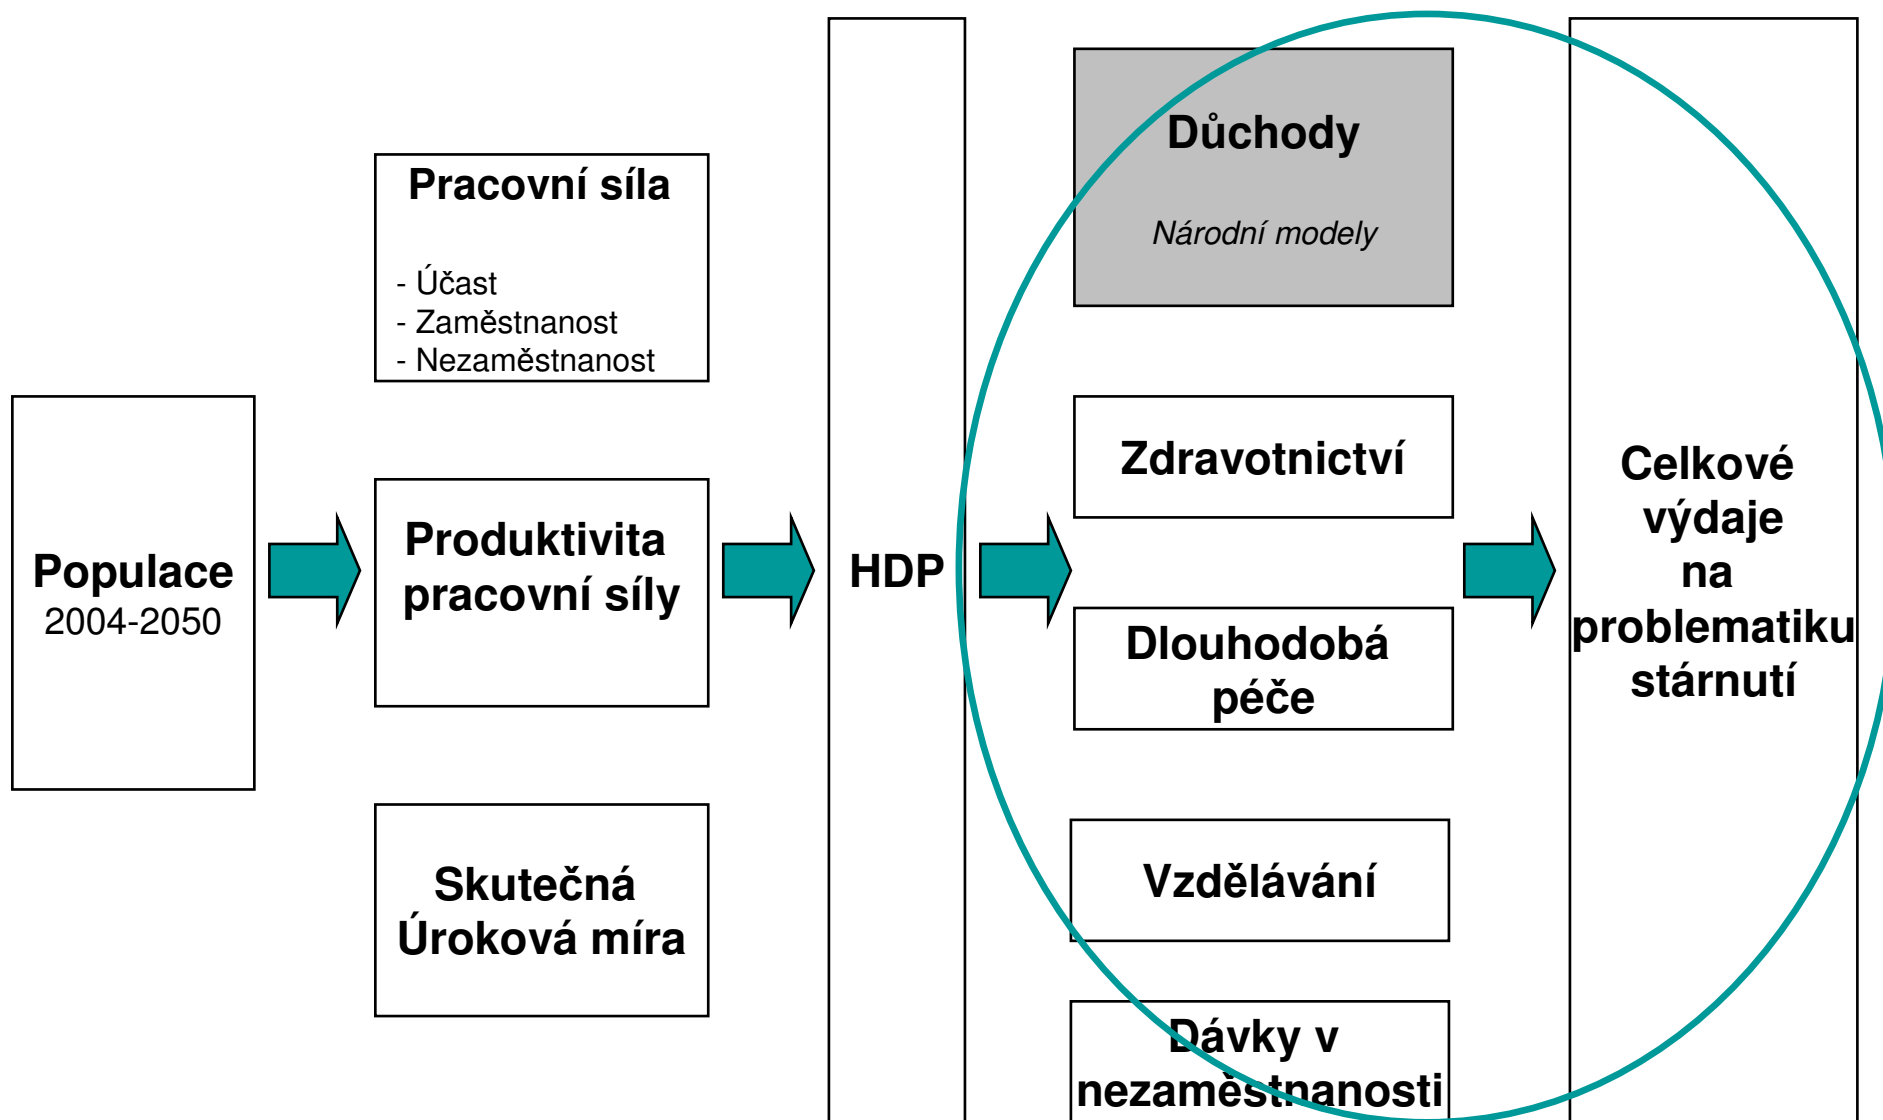 Populace
2004-2050
Pracovní síla
- Účast
- Zaměstnanost
- Nezaměstnanost
Produktivita
pracovní síly
Skutečná
Úroková míra
HDP
Důchody
Národní modely
Zdravotnictví
Dlouhodobá
péče
Vzdělávání
Dávky v
nezaměstnanosti
Celkové
výdaje
na
problematiku
stárnutí